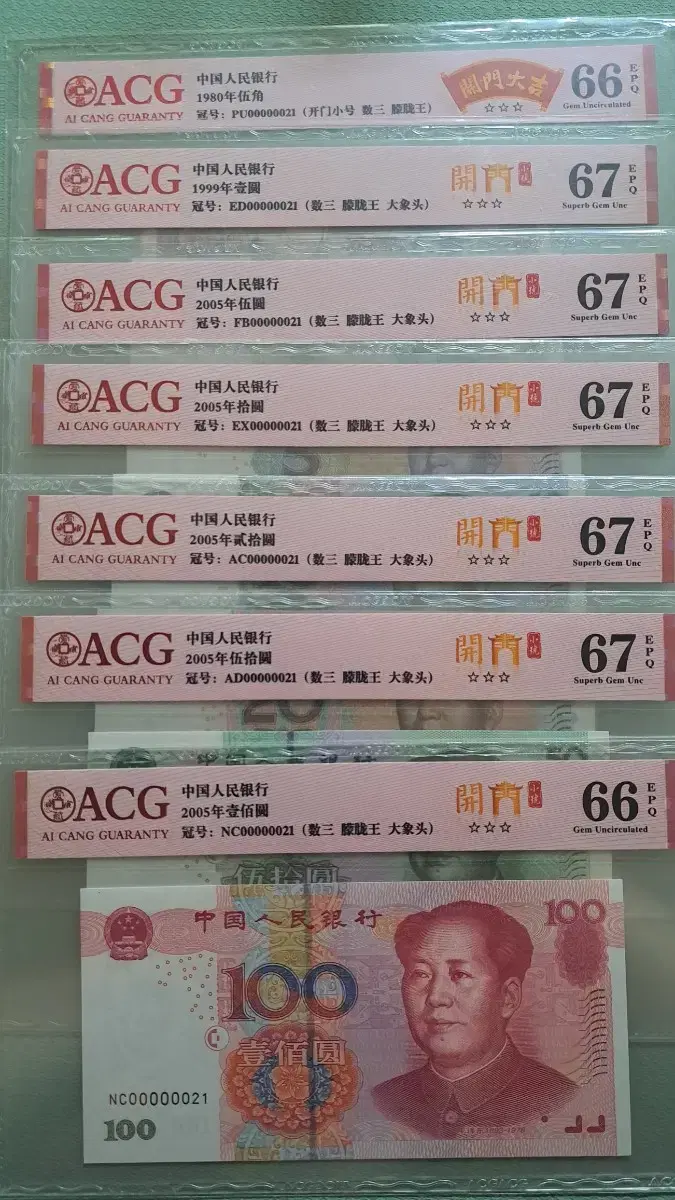 ACG
AI CANG GUARANTY
中国人民银行
1980年伍角
冠号：PU00000021（开门小号 数三 朦胧王）
開門大吉
☆☆☆
66
EPQ
Gem Uncirculated
ACG
AI CANG GUARANTY
中国人民银行
1999年壹圆
冠号：ED00000021（数三 朦胧王 大象头）
開門
☆☆☆
67
EPQ
Superb Gem Unc
ACG
AI CANG GUARANTY
中国人民银行
2005年伍圆
冠号：FB00000021（数三 朦胧王 大象头）
開門
☆☆☆
67
EPQ
Superb Gem Unc
ACG
AI CANG GUARANTY
中国人民银行
2005年拾圆
冠号：EX00000021（数三 朦胧王 大象头）
開門
☆☆☆
67
EPQ
Superb Gem Unc
ACG
AI CANG GUARANTY
中国人民银行
2005年贰拾圆
冠号：AC00000021（数三 朦胧王 大象头）
開門
☆☆☆
67
EPQ
Superb Gem Unc
ACG
AI CANG GUARANTY
中国人民银行
2005年伍拾圆
冠号：AD00000021（数三 朦胧王 大象头）
開門
☆☆☆
67
EPQ
Superb Gem Unc
20
ACG
AI CANG GUARANTY
中国人民银行
2005年壹佰圆
冠号：NC00000021（数三 朦胧王 大象头）
開門
☆☆☆
66
EPQ
Gem Uncirculated
伍拾圆
中国人民银行
100
100
壹佰圆
NC00000021
100